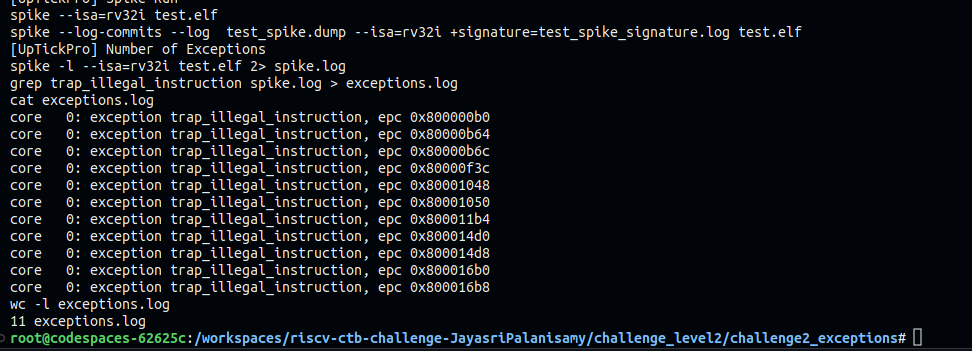 [UpTickPro] Spike Run
spike --isa=rv32i test.elf
spike --log-commits --log  test_spike.dump --isa=rv32i +signature=test_spike_signature.log test.elf
[UpTickPro] Number of Exceptions
spike -l --isa=rv32i test.elf 2> spike.log
grep trap_illegal_instruction spike.log > exceptions.log
cat exceptions.log
core   0: exception trap_illegal_instruction, epc 0x800000b0
core   0: exception trap_illegal_instruction, epc 0x80000b64
core   0: exception trap_illegal_instruction, epc 0x80000b6c
core   0: exception trap_illegal_instruction, epc 0x80000f3c
core   0: exception trap_illegal_instruction, epc 0x80001048
core   0: exception trap_illegal_instruction, epc 0x80001050
core   0: exception trap_illegal_instruction, epc 0x800011b4
core   0: exception trap_illegal_instruction, epc 0x800014d0
core   0: exception trap_illegal_instruction, epc 0x800014d8
core   0: exception trap_illegal_instruction, epc 0x800016b0
core   0: exception trap_illegal_instruction, epc 0x800016b8
wc -l exceptions.log
11 exceptions.log
root@codespaces-62625c:/workspaces/riscv-ctb-challenge-JayasriPalanisamy/challenge_level2/challenge2_exceptions#